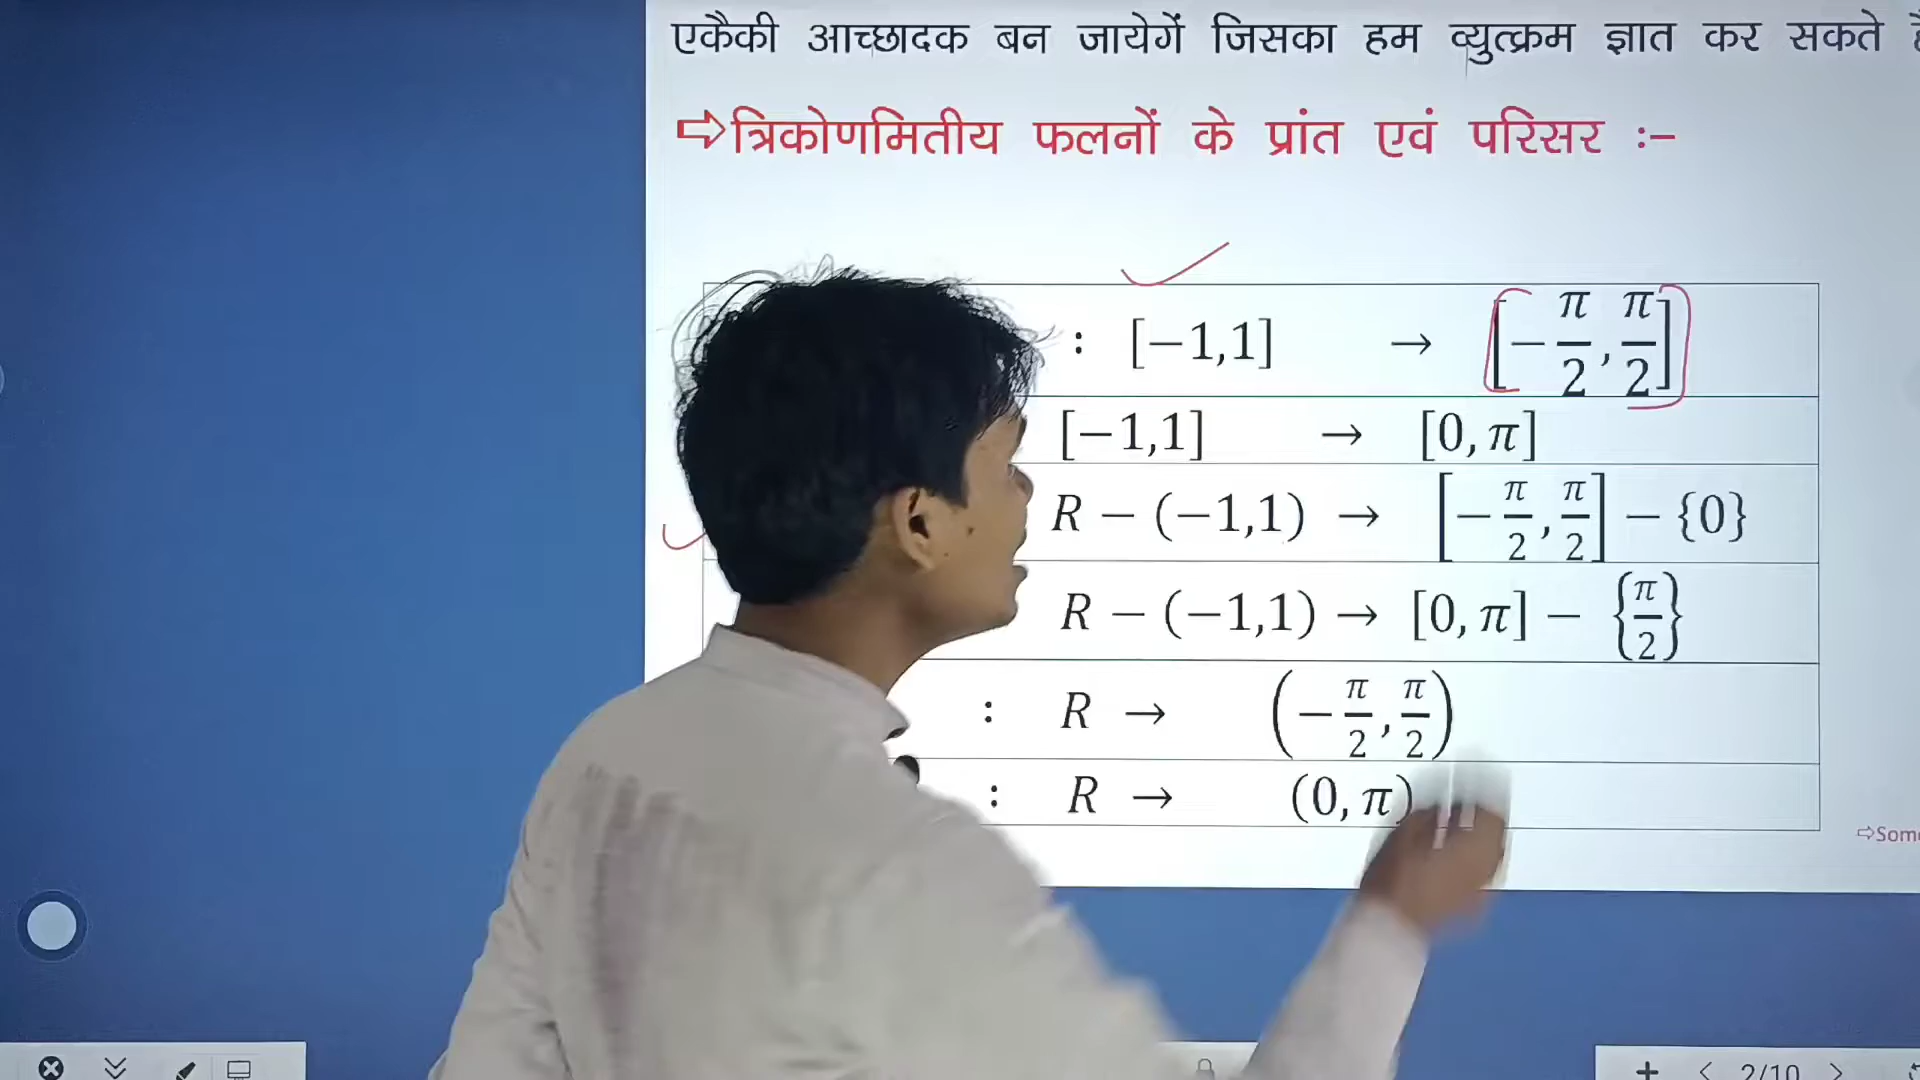 एकैकी आच्छादक बन जायेगें जिसका हम व्युत्क्रम ज्ञात कर सकते
⇨त्रिकोणमितीय फलनों के प्रांत एवं परिसर :-
: [−1,1] → [−π/2, π/2]
[−1,1] → [0, π]
R − (−1,1) → [−π/2, π/2] − {0}
R − (−1,1) → [0, π] − {π/2}
: R → (−π/2, π/2)
: R → (0, π)
⇨Som
2/10